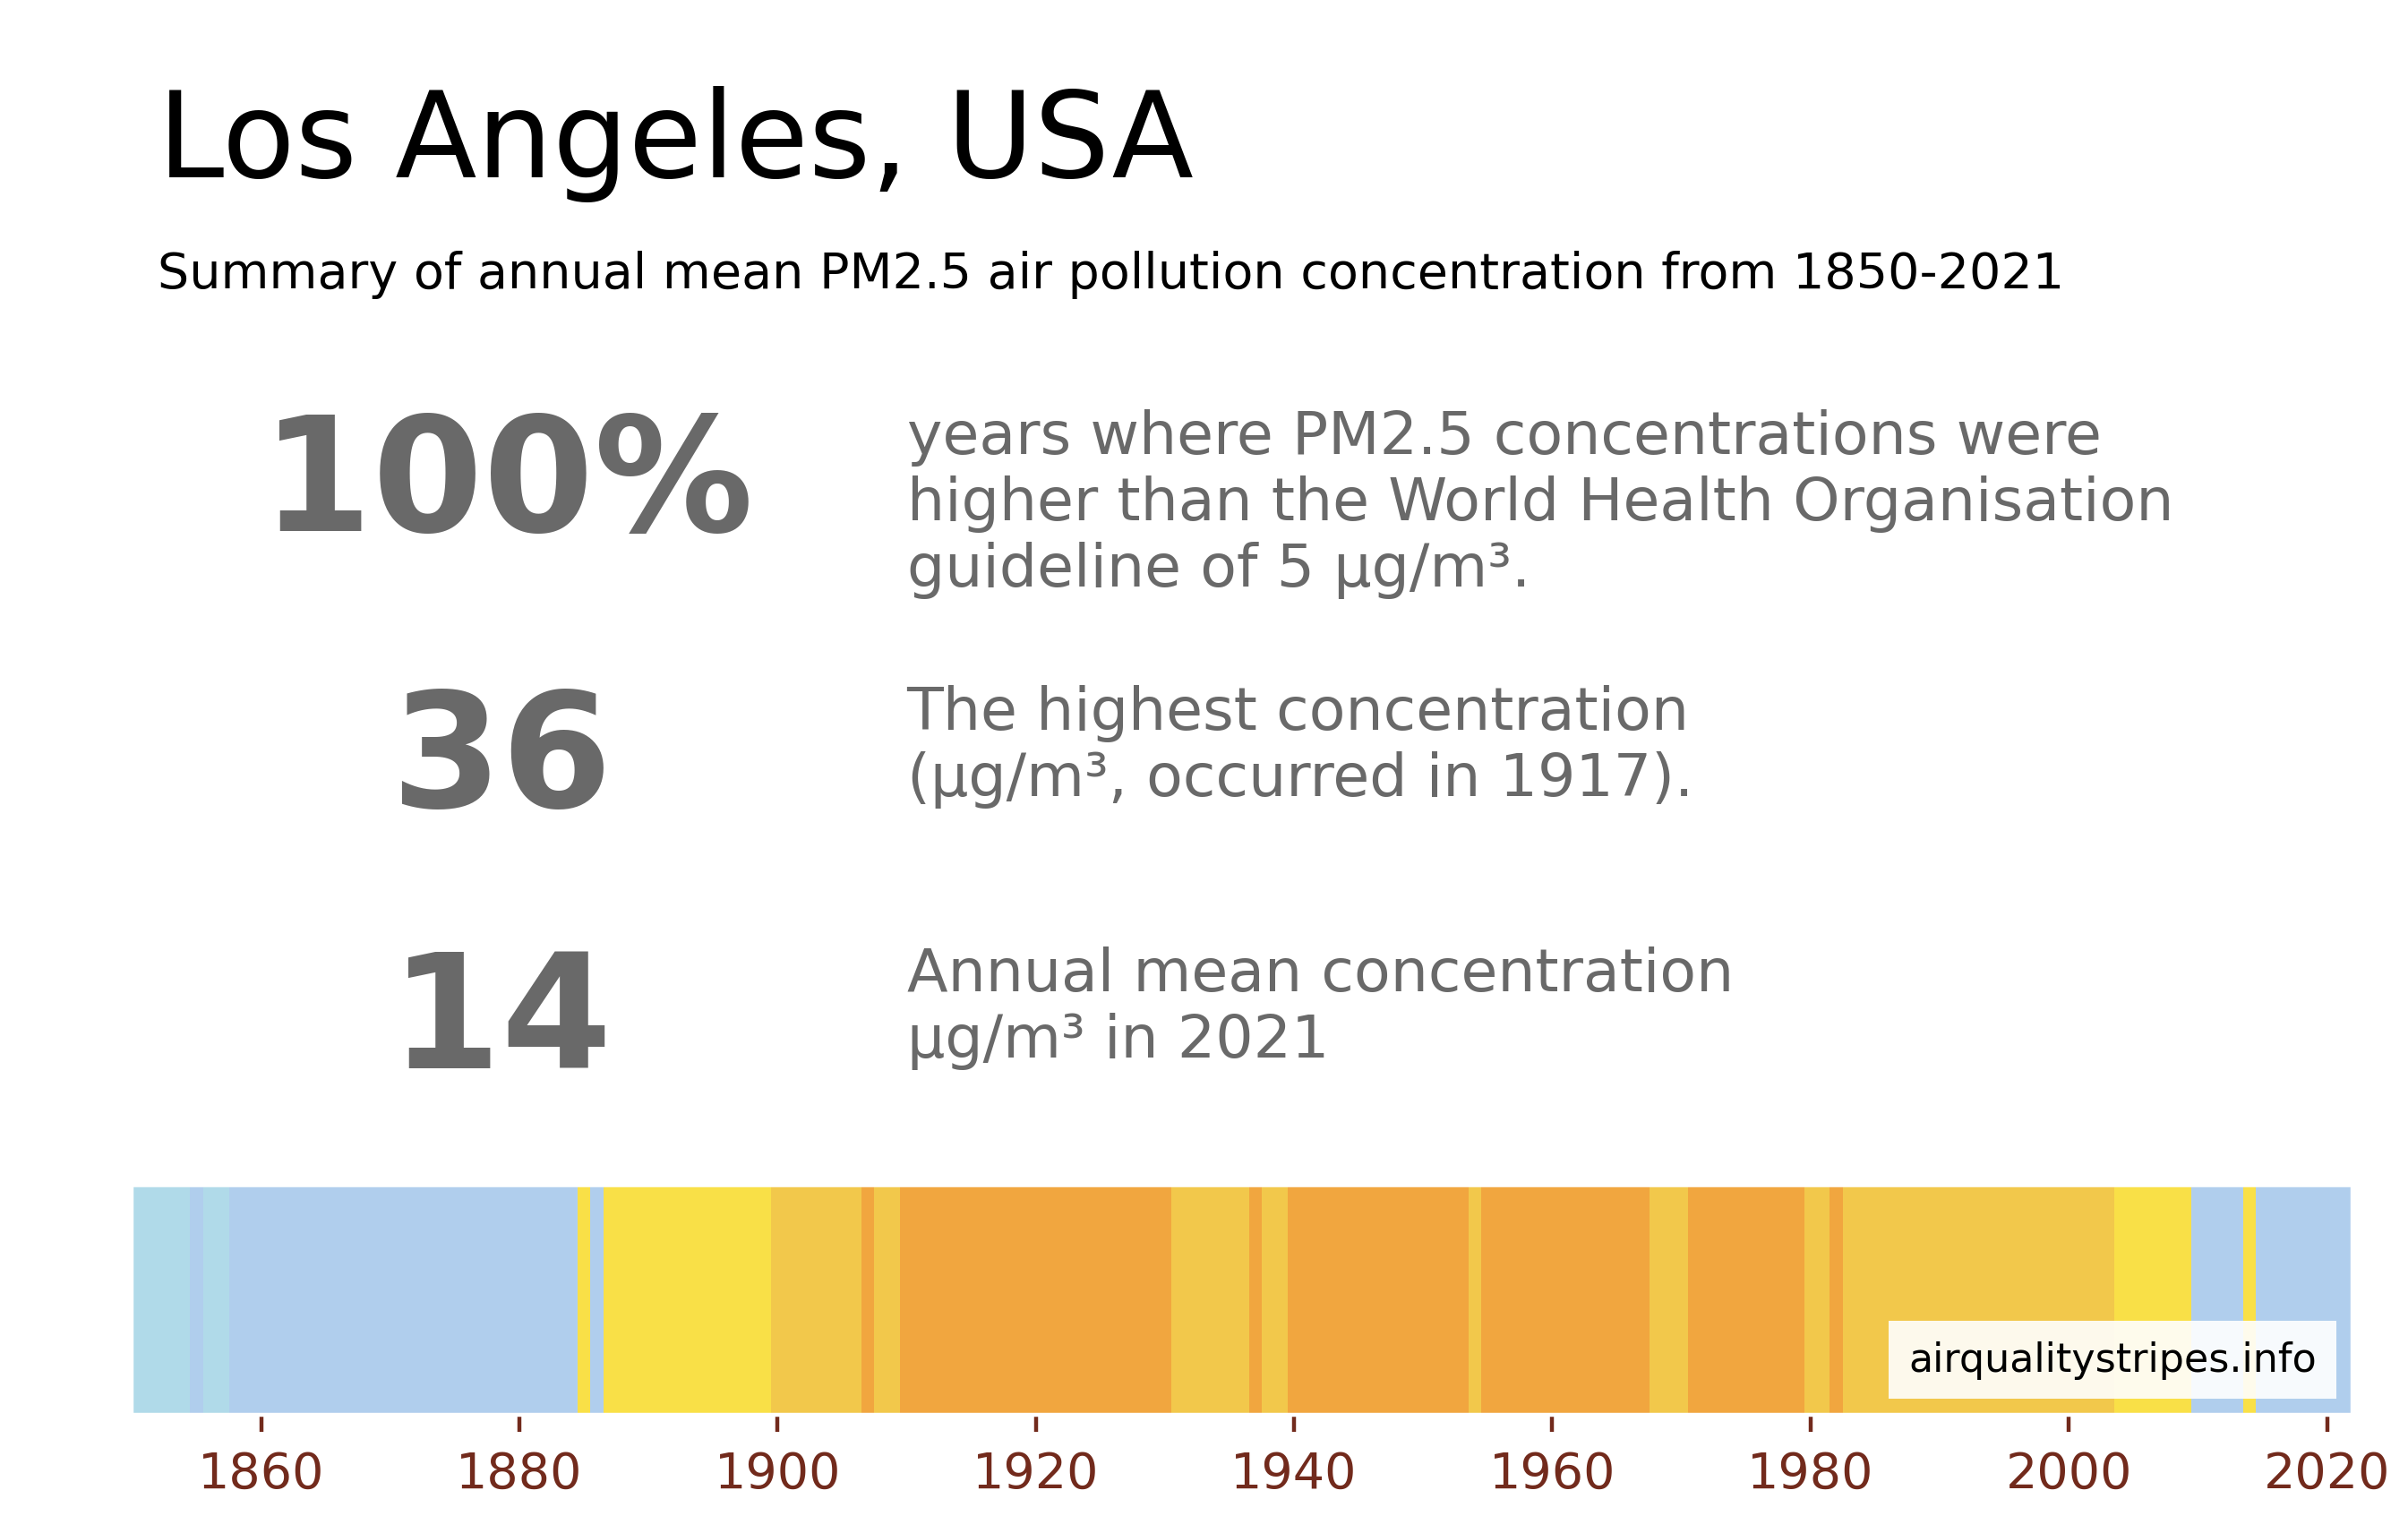 Los Angeles, USA
Summary of annual mean PM2.5 air pollution concentration from 1850-2021
100%
years where PM2.5 concentrations were
higher than the World Health Organisation
guideline of 5 µg/m³.
36
The highest concentration
(µg/m³, occurred in 1917).
14
Annual mean concentration
µg/m³ in 2021
airqualitystripes.info
1860 1880 1900 1920 1940 1960 1980 2000 2020